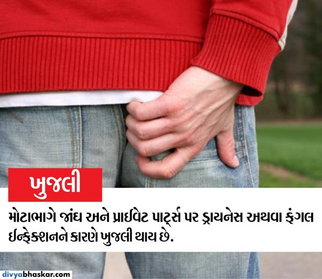 ખુજલી
મોટાભાગે જાંઘ અને પ્રાઈવેટ પાર્ટ્સ પર ડ્રાયનેસ અથવા ફંગલ
ઈન્ફેક્શનને કારણે ખુજલી થાય છે.
divyabhaskar.com